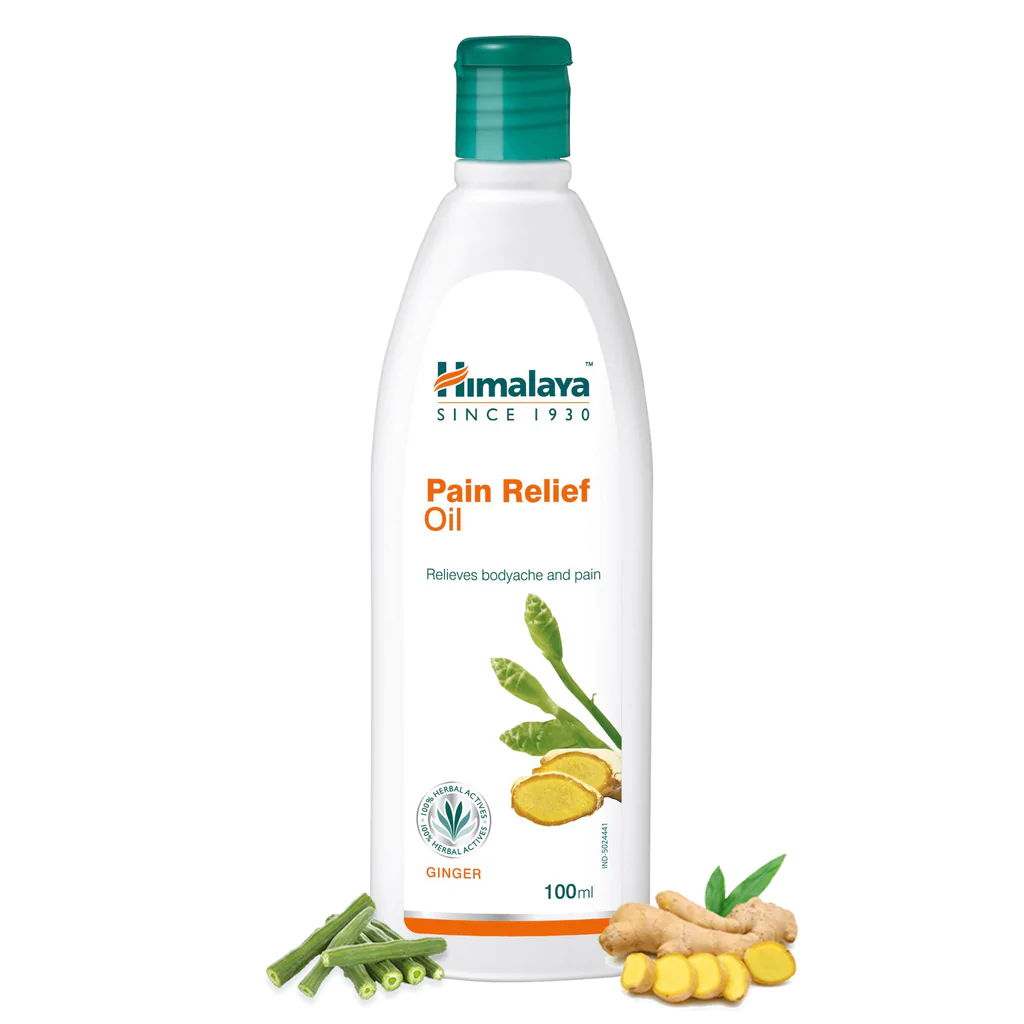 Himalaya™
SINCE 1930
Pain Relief
Oil
Relieves bodyache and pain
100% HERBAL ACTIVES
100% HERBAL ACTIVES
GINGER
IND-5024441
100ml